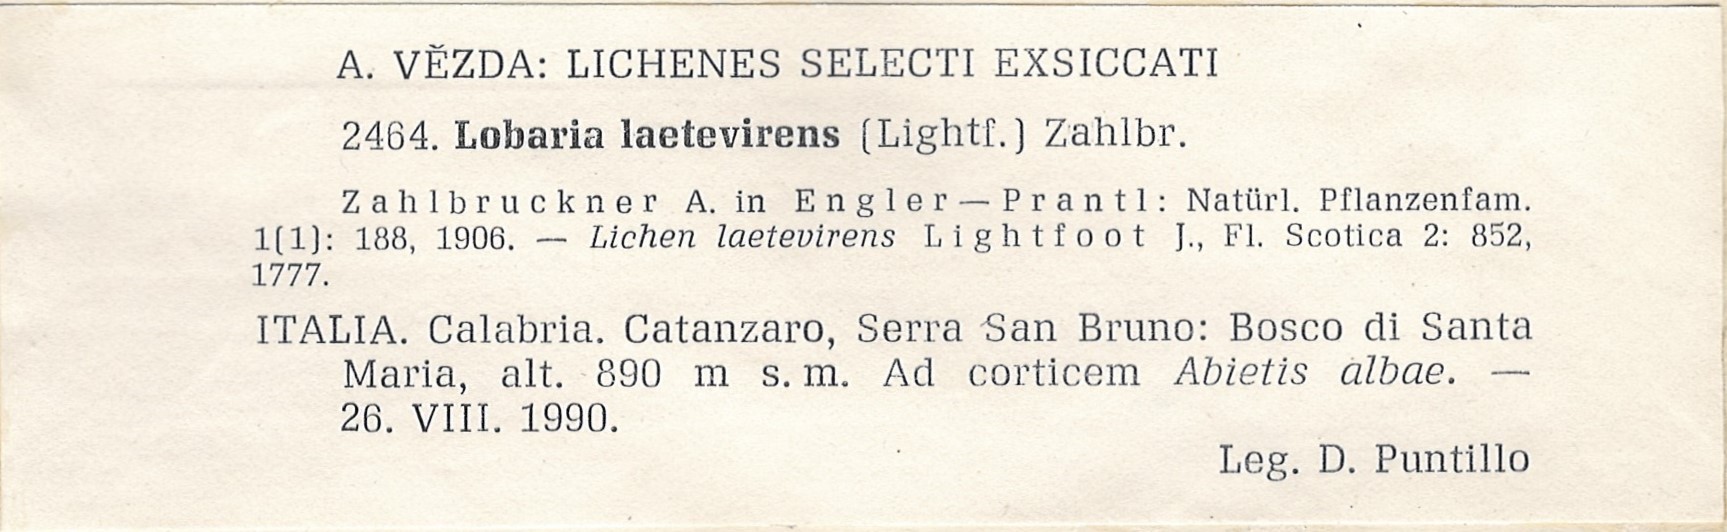 A. VĚZDA: LICHENES SELECTI EXSICCATI
2464. Lobaria laetevirens (Lightf.) Zahlbr.
Zahlbruckner A. in Engler — Prantl: Natürl. Pflanzenfam.
1(1): 188, 1906. — Lichen laetevirens Lightfoot J., Fl. Scotica 2: 852,
1777.
ITALIA. Calabria. Catanzaro, Serra San Bruno: Bosco di Santa
Maria, alt. 890 m s. m. Ad corticem Abietis albae. —
26. VIII. 1990.
Leg. D. Puntillo